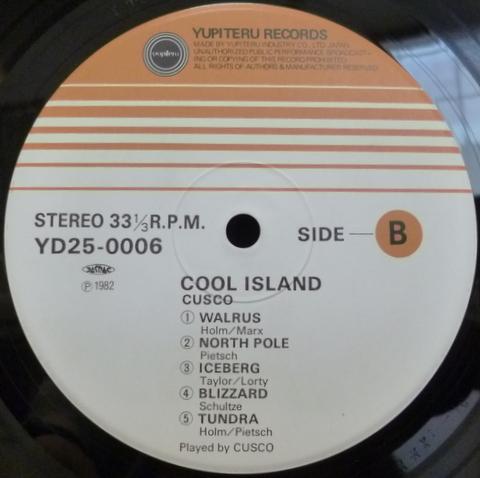 YUPITERU RECORDS
MADE BY YUPITERU INDUSTRY CO., LTD. JAPAN
UNAUTHORIZED PUBLIC PERFORMANCE BROADCAST-
ING OR COPYING OF THIS RECORD PROHIBITED
ALL RIGHTS OF AUTHORS & MANUFACTURER RESERVED
yupiteru
STEREO 33⅓ R.P.M.
YD25-0006
SIDE — B
JASRAC
Ⓟ 1982
COOL ISLAND
CUSCO
① WALRUS
Holm/Marx
② NORTH POLE
Pietsch
③ ICEBERG
Taylor/Lorty
④ BLIZZARD
Schultze
⑤ TUNDRA
Holm/Pietsch
Played by CUSCO